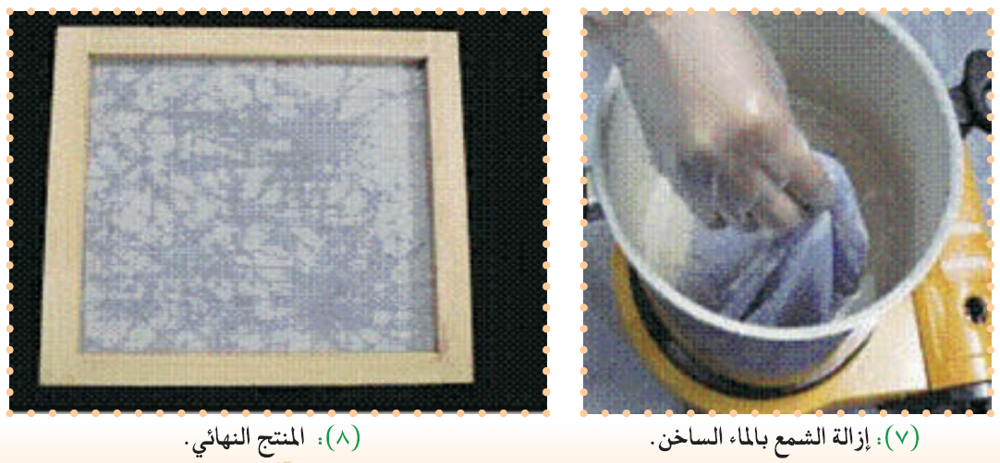 (٧): إزالة الشمع بالماء الساخن.
(٨): المنتج النهائي.